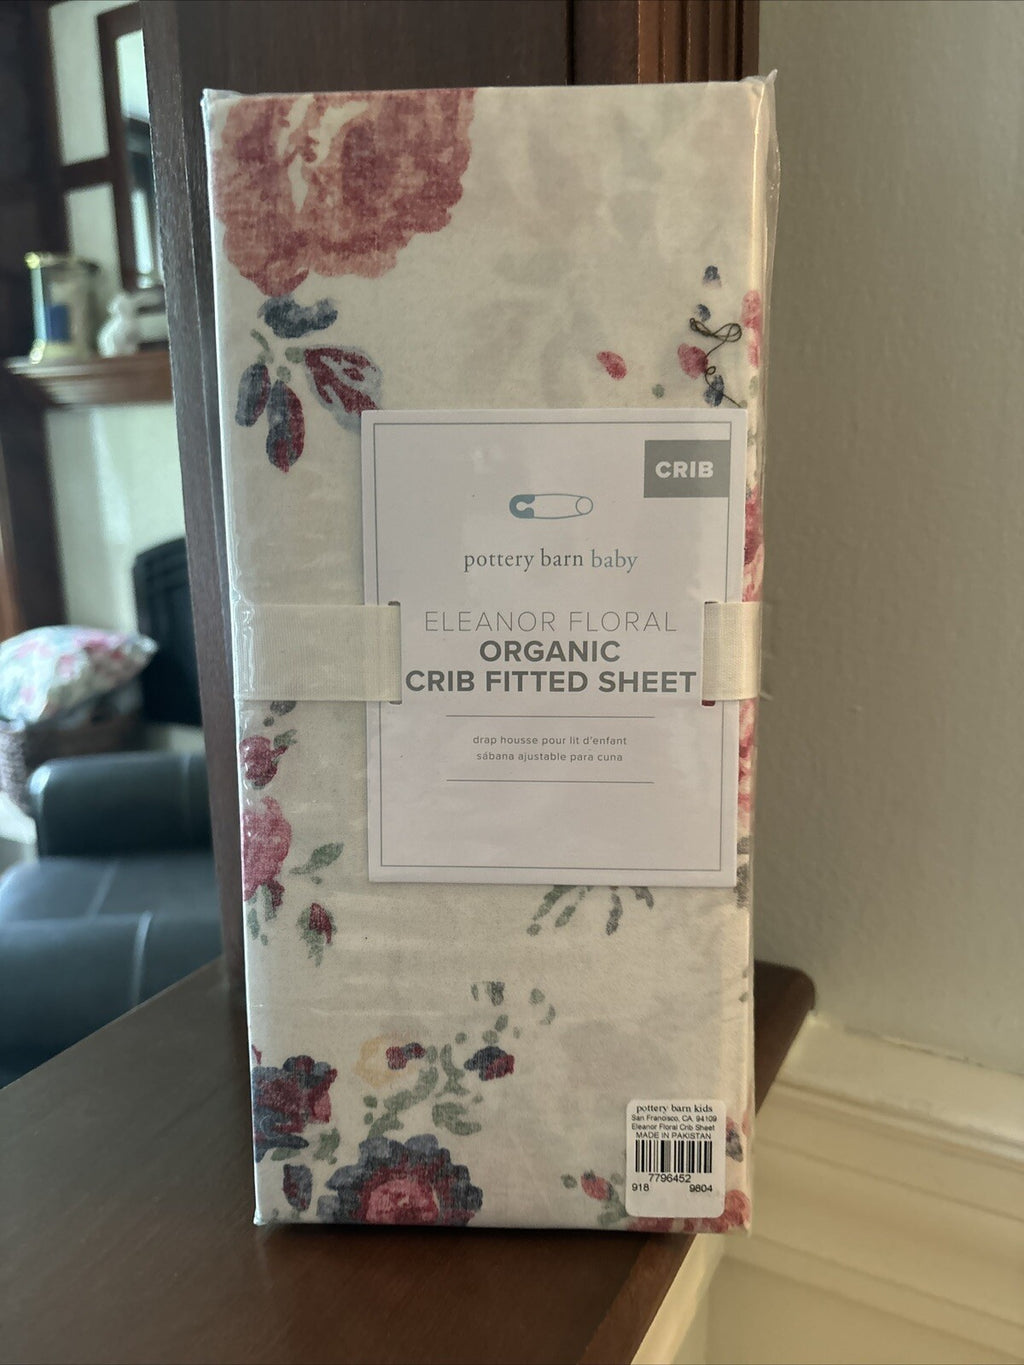 CRIB
pottery barn baby
ELEANOR FLORAL
ORGANIC
CRIB FITTED SHEET
drap housse pour lit d'enfant
sábana ajustable para cuna
pottery barn kids
San Francisco, CA. 94109
Eleanor Floral Crib Sheet
MADE IN PAKISTAN
7796452
918 9804